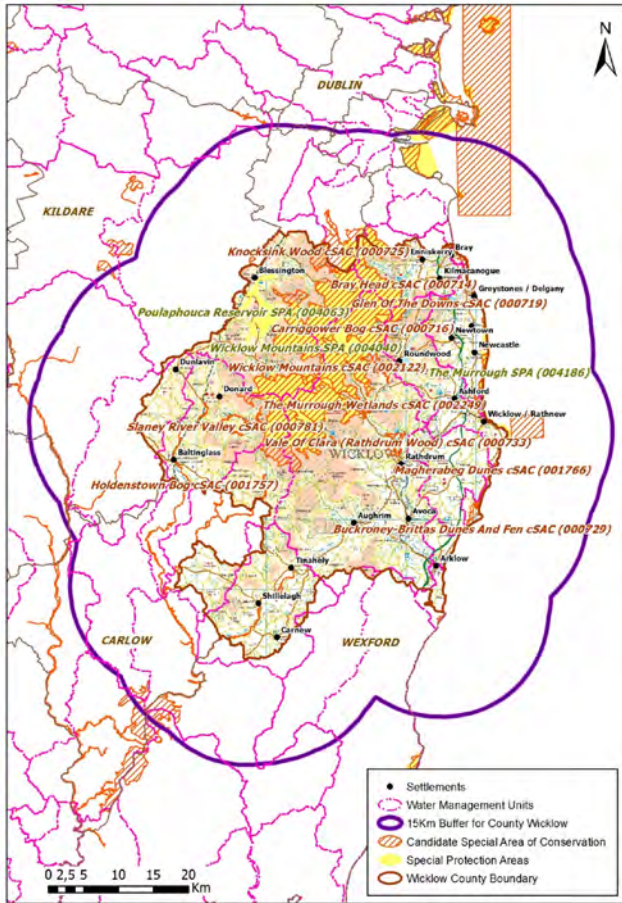 N
DUBLIN
KILDARE
Knocksink Wood cSAC (000725)
Enniskerry
Bray
Blessington
Kilmacanogue
Bray Head cSAC (000714)
Greystones / Delgany
Glen Of The Downs cSAC (000719)
Poulaphouca Reservoir SPA (004063)
Carriggower Bog cSAC (000716)
Newtown
Wicklow Mountains SPA (004040)
Newcastle
Roundwood
Dunlavin
Wicklow Mountains cSAC (002122)
The Murrough SPA (004186)
Donard
Ashford
The Murrough Wetlands cSAC (002249)
Wicklow / Rathnew
Slaney River Valley cSAC (000781)
Vale Of Clara (Rathdrum Wood) cSAC (000733)
WICKLOW
Baltinglass
Rathdrum
Magherabeg Dunes cSAC (001766)
Holdenstown Bog cSAC (001757)
Aughrim
Avoca
Buckroney-Brittas Dunes And Fen cSAC (000729)
Tinahely
Arklow
Shillelagh
Carnew
CARLOW
WEXFORD
Settlements
Water Management Units
15Km Buffer for County Wicklow
Candidate Special Area of Conservation
Special Protection Areas
Wicklow County Boundary
0 2,5 5 10 15 20
Km